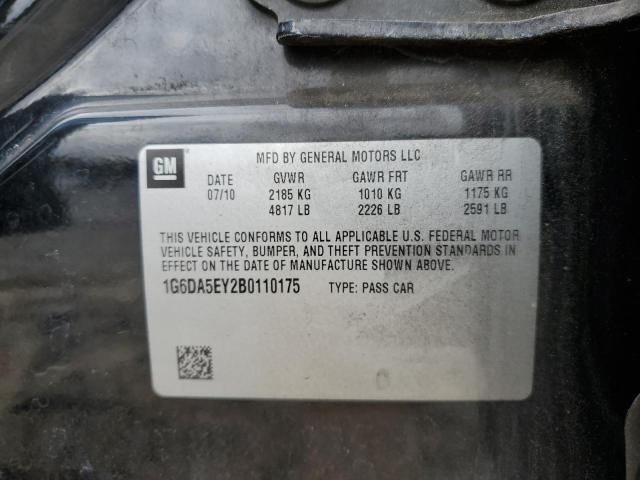 GM
MFD BY GENERAL MOTORS LLC
DATE GVWR GAWR FRT GAWR RR
07/10 2185 KG 1010 KG 1175 KG
4817 LB 2226 LB 2591 LB
THIS VEHICLE CONFORMS TO ALL APPLICABLE U.S. FEDERAL MOTOR
VEHICLE SAFETY, BUMPER, AND THEFT PREVENTION STANDARDS IN
EFFECT ON THE DATE OF MANUFACTURE SHOWN ABOVE.
1G6DA5EY2B0110175 TYPE: PASS CAR